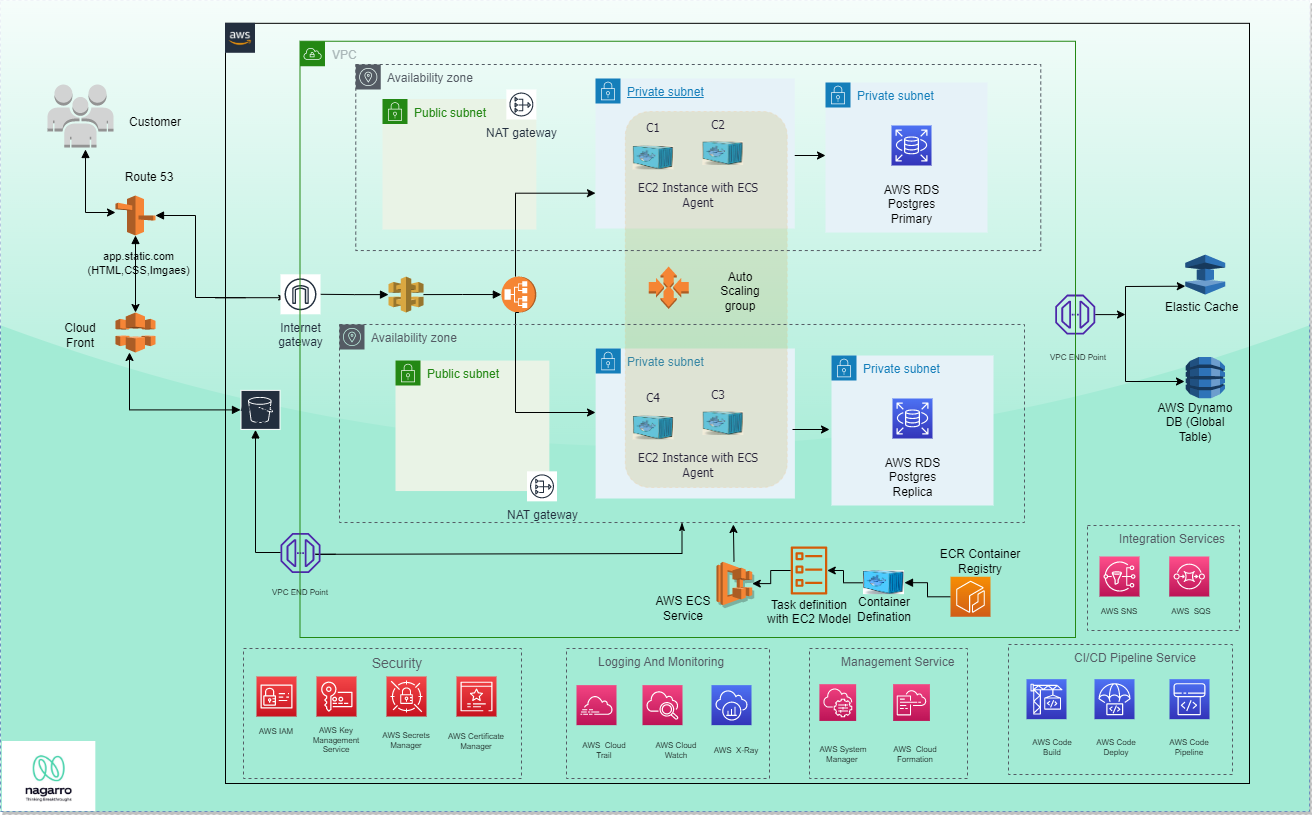 aws
VPC
Availability zone
Public subnet
NAT gateway
Private subnet
C1
C2
EC2 Instance with ECS
Agent
Private subnet
AWS RDS
Postgres
Primary
Customer
Route 53
app.static.com
(HTML,CSS,Imgaes)
Cloud
Front
Internet
gateway
Auto
Scaling
group
Availability zone
Public subnet
NAT gateway
Private subnet
C4
C3
EC2 Instance with ECS
Agent
Private subnet
AWS RDS
Postgres
Replica
VPC END Point
Elastic Cache
AWS Dynamo
DB (Global
Table)
VPC END Point
AWS ECS
Service
Task definition
with EC2 Model
Container
Defination
ECR Container
Registry
Integration Services
AWS SNS
AWS SQS
Security
AWS IAM
AWS Key
Management
Service
AWS Secrets
Manager
AWS Certificate
Manager
Logging And Monitoring
AWS Cloud
Trail
AWS Cloud
Watch
AWS X-Ray
Management Service
AWS System
Manager
AWS Cloud
Formation
CI/CD Pipeline Service
AWS Code
Build
AWS Code
Deploy
AWS Code
Pipeline
nagarro
Thinking Breakthroughs